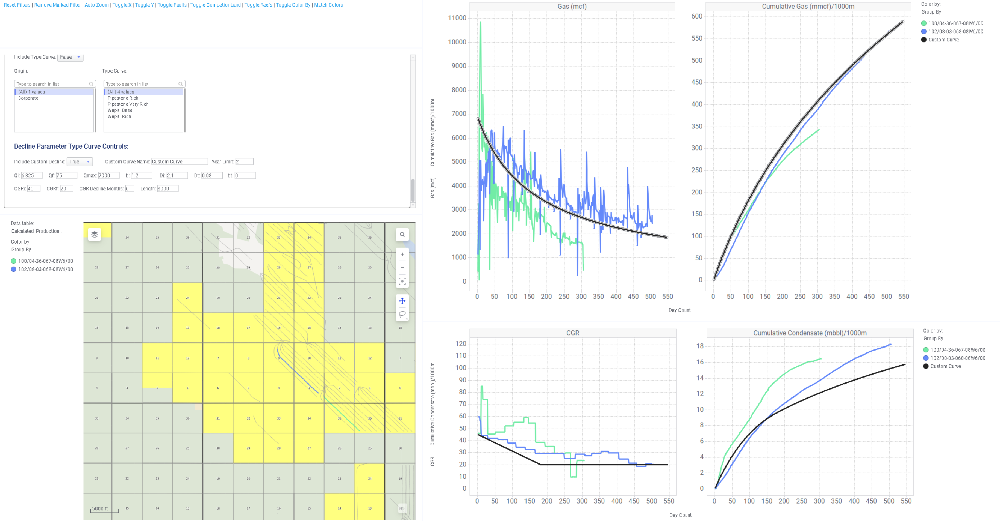 Reset Filters | Remove Marked Filter | Auto Zoom | Toggle X | Toggle Y | Toggle Faults | Toggle Competior Land | Toggle Reefs | Toggle Color By | Match Colors
Include Type Curve: False
Origin: Type Curve:
Type to search in list Type to search in list
(All) 1 values (All) 4 values
Corporate Pipestone Rich
Pipestone Very Rich
Wapiti Base
Wapiti Rich
Decline Parameter Type Curve Controls:
Include Custom Decline: True Custom Curve Name: Custom Curve Year Limit: 2
Qi: 6,825 Qf: 75 Qmax: 7000 b: 1.2 Di: 2.1 Dt: 0.08 bt: 0
CGRi: 45 CGRf: 20 CGR Decline Months: 6 Length: 3000
Data table:
Calculated_Production...
Color by:
Group By
100/04-36-067-08W6/00
102/08-03-068-08W6/00
34 35 36 31 32 33 34 35 36
28 27 26 25 30 29 28 27 26 25
21 22 23 24 19 20 21 22 23 24
16 15 14 13 18 17 16 15 14 13 18
9 10 11 12 7 8 9 10 11 12 7
4 3 2 1 6 5 4 3 2 1 6
33 34 35 36 31 32 33 34 35 36 31
28 27 26 25 30 29 28 27 26 25 30
21 22 23 24 19 20 21 22 23 24 19
15 14 13 18 17 16 15 14 13
5000 ft
Gas (mcf)
Cumulative Gas (mmcf)/1000m
Gas (mcf)
11000
10000
9000
8000
7000
6000
5000
4000
3000
2000
1000
0
0 50 100 150 200 250 300 350 400 450 500 550
Cumulative Gas (mmcf)/1000m
600
550
500
450
400
350
300
250
200
150
100
50
0
0 50 100 150 200 250 300 350 400 450 500 550
Day Count
Color by:
Group By
100/04-36-067-08W6/00
102/08-03-068-08W6/00
Custom Curve
CGR
Cumulative Condensate (mbbl)/1000m
CGR
120
110
100
90
80
70
60
50
40
30
20
10
0
0 50 100 150 200 250 300 350 400 450 500 550
Cumulative Condensate (mbbl)/1000m
18
16
14
12
10
8
6
4
2
0
0 50 100 150 200 250 300 350 400 450 500 550
Day Count
Color by:
Group By
100/04-36-067-08W6/00
102/08-03-068-08W6/00
Custom Curve